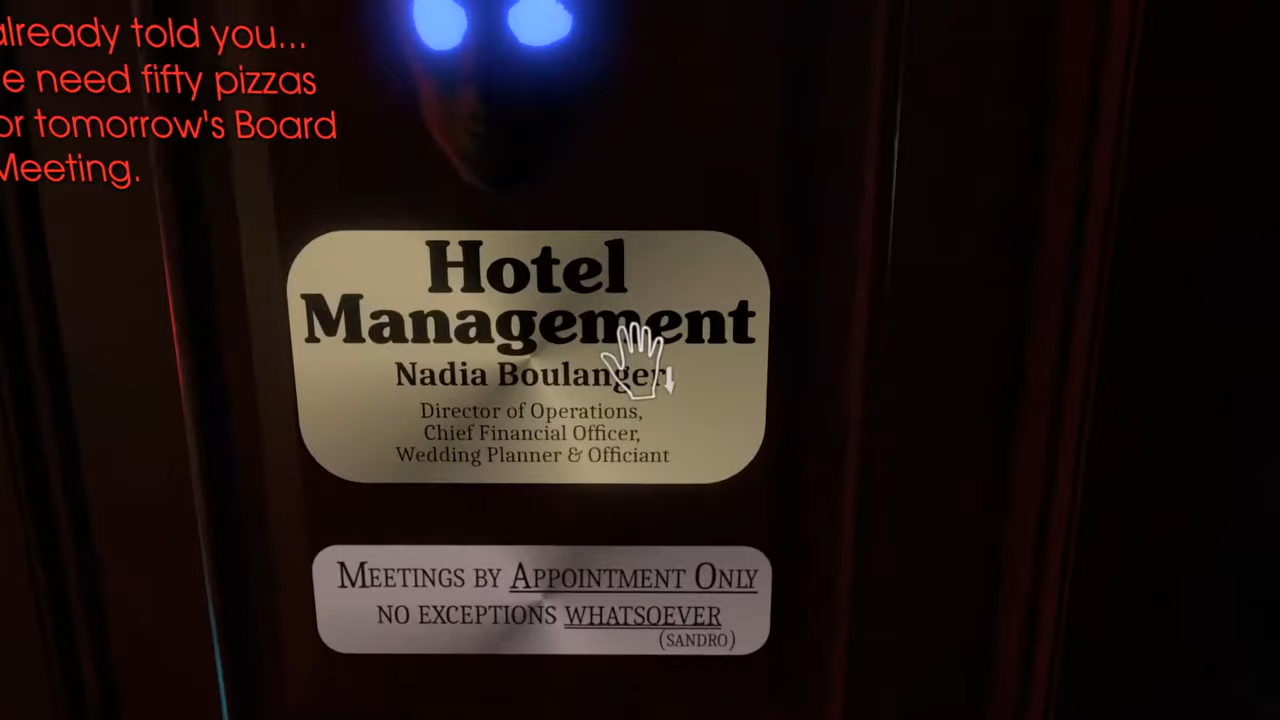 already told you...
e need fifty pizzas
or tomorrow's Board
Meeting.
Hotel
Management
Nadia Boulanger
Director of Operations,
Chief Financial Officer,
Wedding Planner & Officiant
MEETINGS BY APPOINTMENT ONLY
NO EXCEPTIONS WHATSOEVER
(SANDRO)